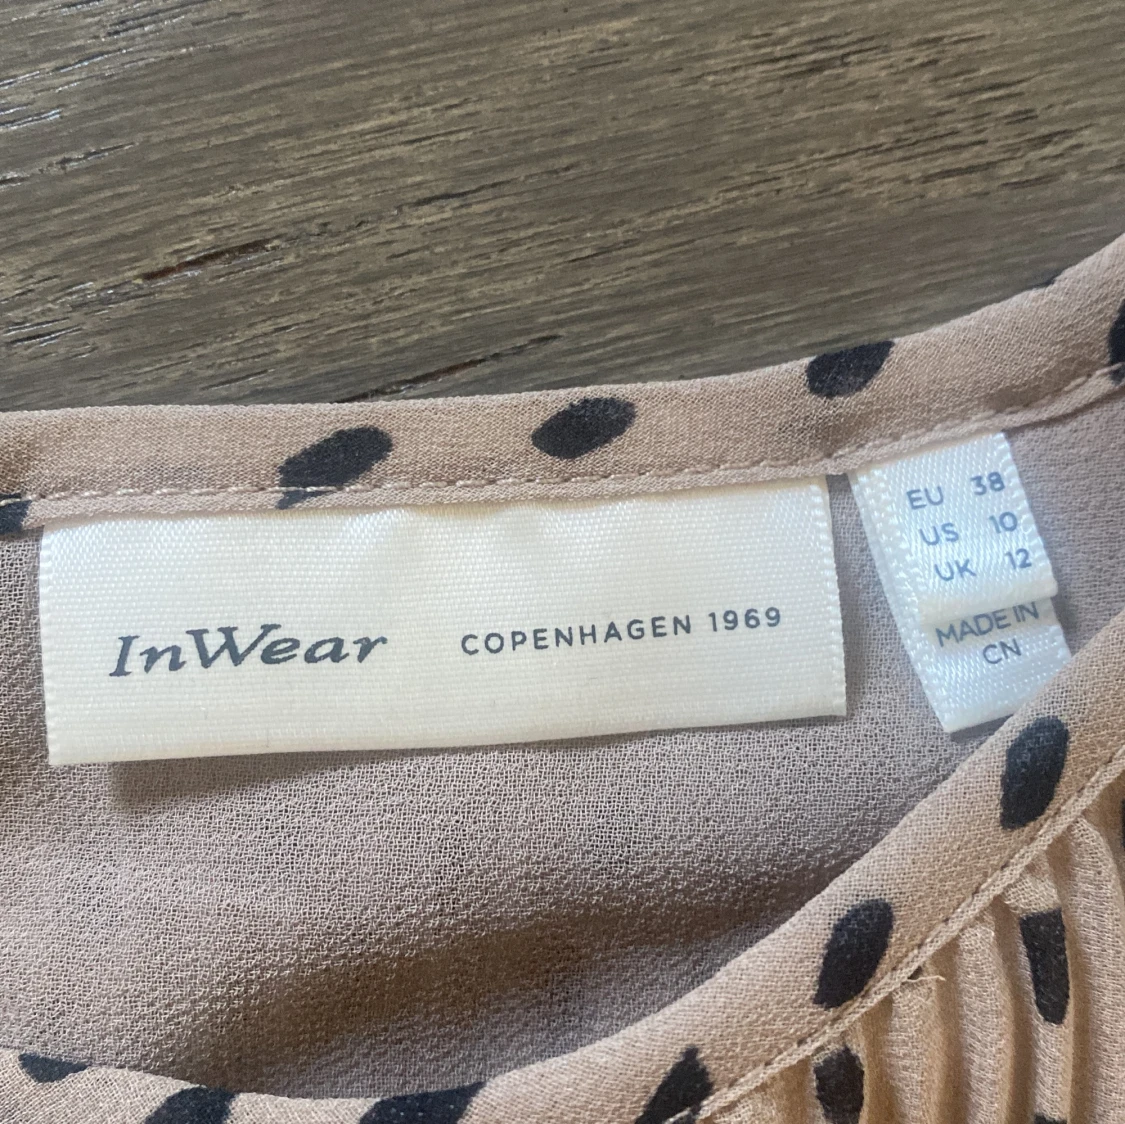 InWear COPENHAGEN 1969
EU 38
US 10
UK 12
MADE IN
CN